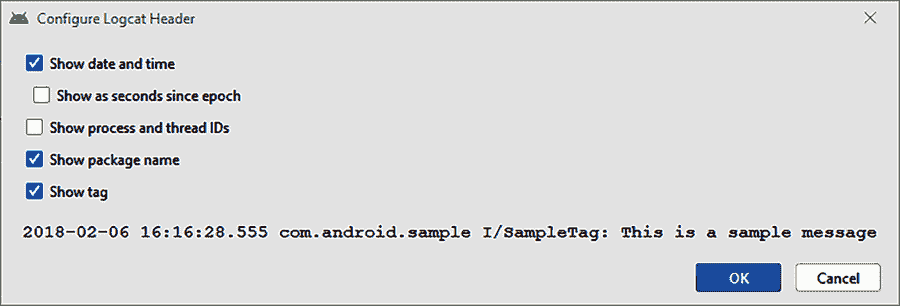 Configure Logcat Header
Show date and time
Show as seconds since epoch
Show process and thread IDs
Show package name
Show tag
2018-02-06 16:16:28.555 com.android.sample I/SampleTag: This is a sample message
OK Cancel